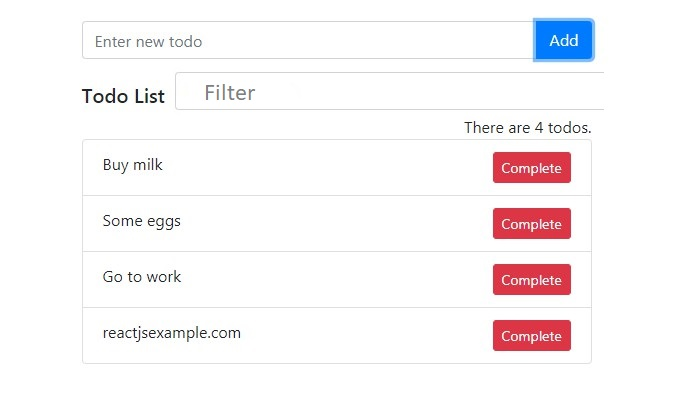 Enter new todo Add
Todo List Filter
There are 4 todos.
Buy milk Complete
Some eggs Complete
Go to work Complete
reactjsexample.com Complete